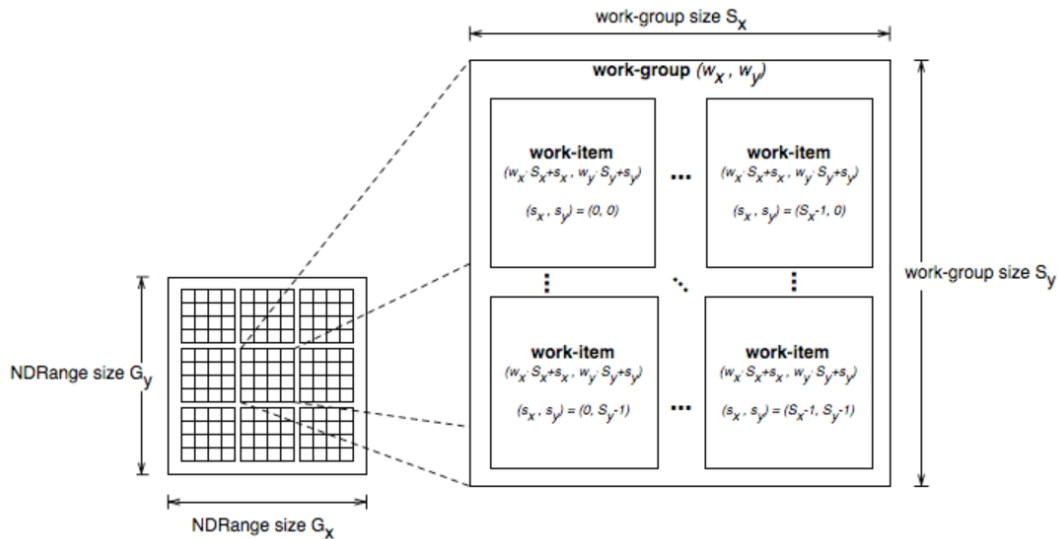 work-group size Sx
work-group (wx , wy)
work-item
(wx· Sx+sx , wy· Sy+sy)
(sx , sy) = (0, 0)
...
work-item
(wx· Sx+sx , wy· Sy+sy)
(sx , sy) = (Sx-1, 0)
work-group size Sy
work-item
(wx· Sx+sx , wy· Sy+sy)
(sx , sy) = (0, Sy-1)
...
work-item
(wx· Sx+sx , wy· Sy+sy)
(sx , sy) = (Sx-1, Sy-1)
NDRange size Gy
NDRange size Gx